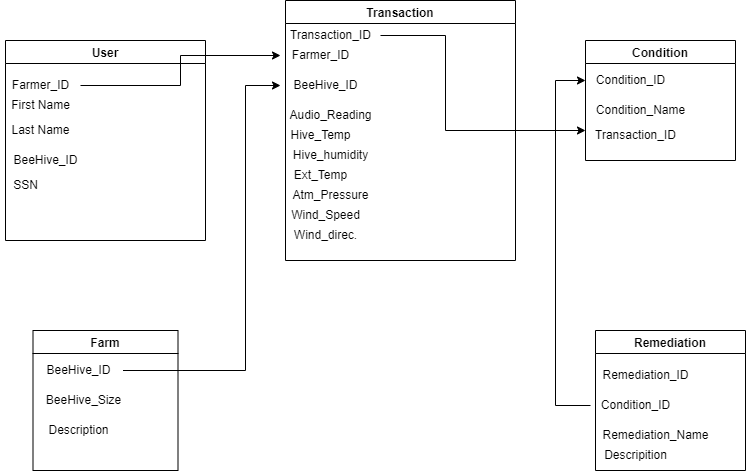 User
Farmer_ID
First Name
Last Name
BeeHive_ID
SSN
Transaction
Transaction_ID
Farmer_ID
BeeHive_ID
Audio_Reading
Hive_Temp
Hive_humidity
Ext_Temp
Atm_Pressure
Wind_Speed
Wind_direc.
Condition
Condition_ID
Condition_Name
Transaction_ID
Farm
BeeHive_ID
BeeHive_Size
Description
Remediation
Remediation_ID
Condition_ID
Remediation_Name
Descripition